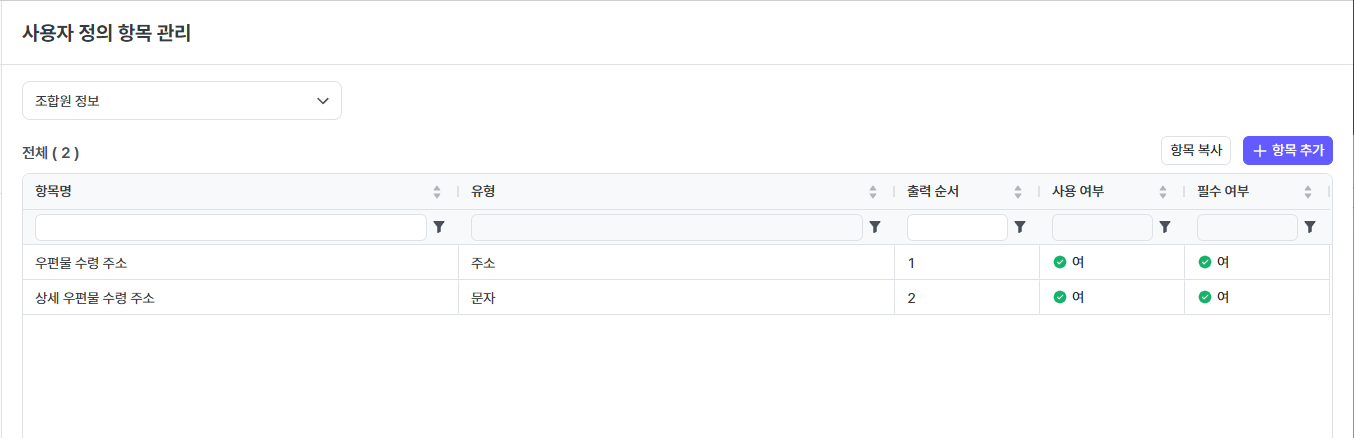 사용자 정의 항목 관리
조합원 정보
전체 ( 2 )
항목 복사
항목 추가
항목명 유형 출력 순서 사용 여부 필수 여부
우편물 수령 주소 주소 1 여 여
상세 우편물 수령 주소 문자 2 여 여